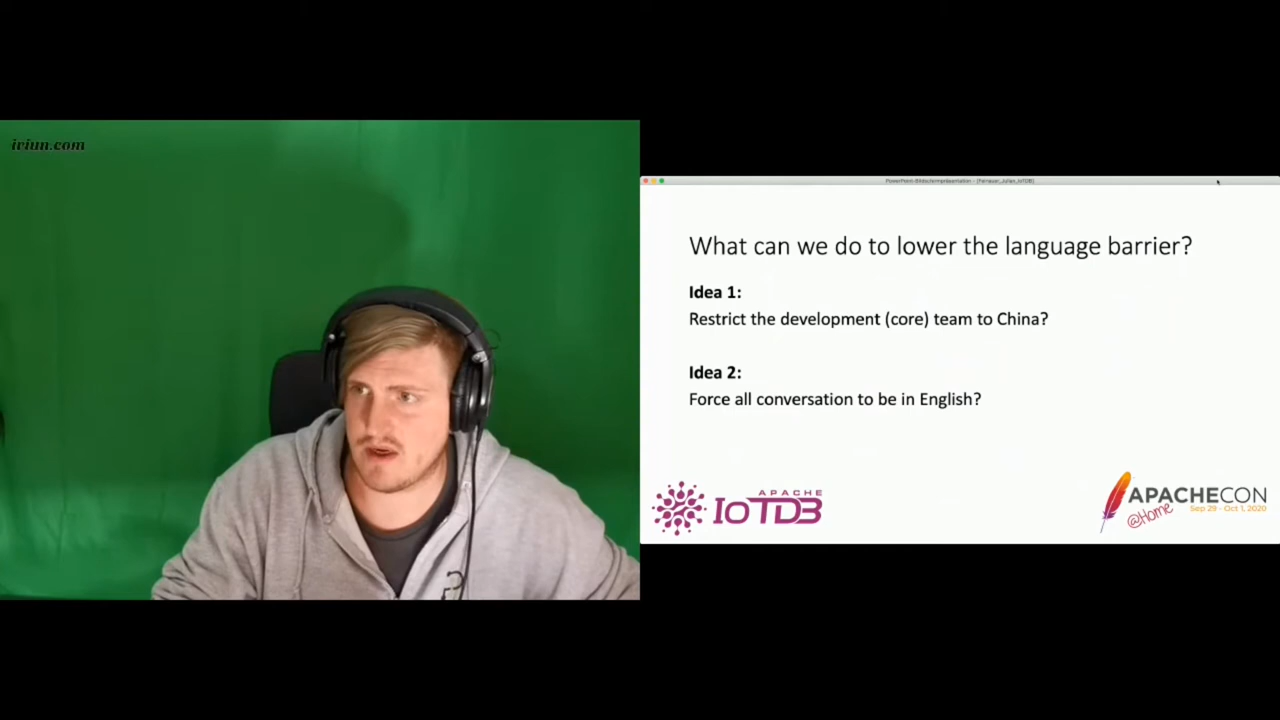 iriun.com
What can we do to lower the language barrier?
Idea 1:
Restrict the development (core) team to China?
Idea 2:
Force all conversation to be in English?
APACHE
IoTDB
APACHECON
@Home
Sep 29 - Oct 1, 2020